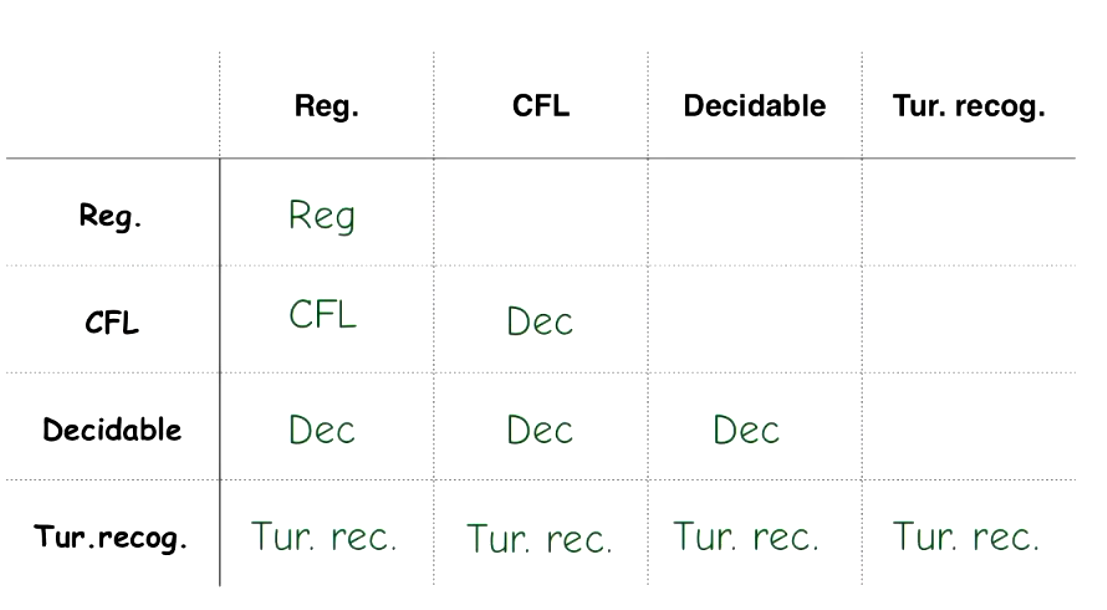 Reg. CFL Decidable Tur. recog.
Reg. Reg
CFL CFL Dec
Decidable Dec Dec Dec
Tur.recog. Tur. rec. Tur. rec. Tur. rec. Tur. rec.